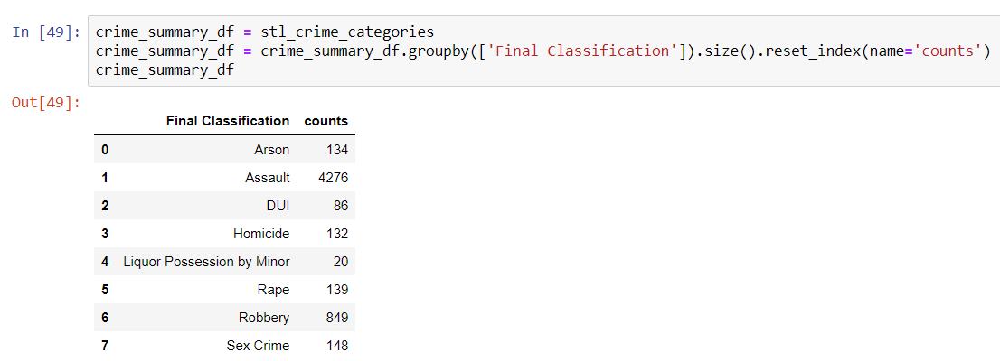 In [49]: crime_summary_df = stl_crime_categories
crime_summary_df = crime_summary_df.groupby(['Final Classification']).size().reset_index(name='counts')
crime_summary_df
Out[49]:
Final Classification counts
0 Arson 134
1 Assault 4276
2 DUI 86
3 Homicide 132
4 Liquor Possession by Minor 20
5 Rape 139
6 Robbery 849
7 Sex Crime 148